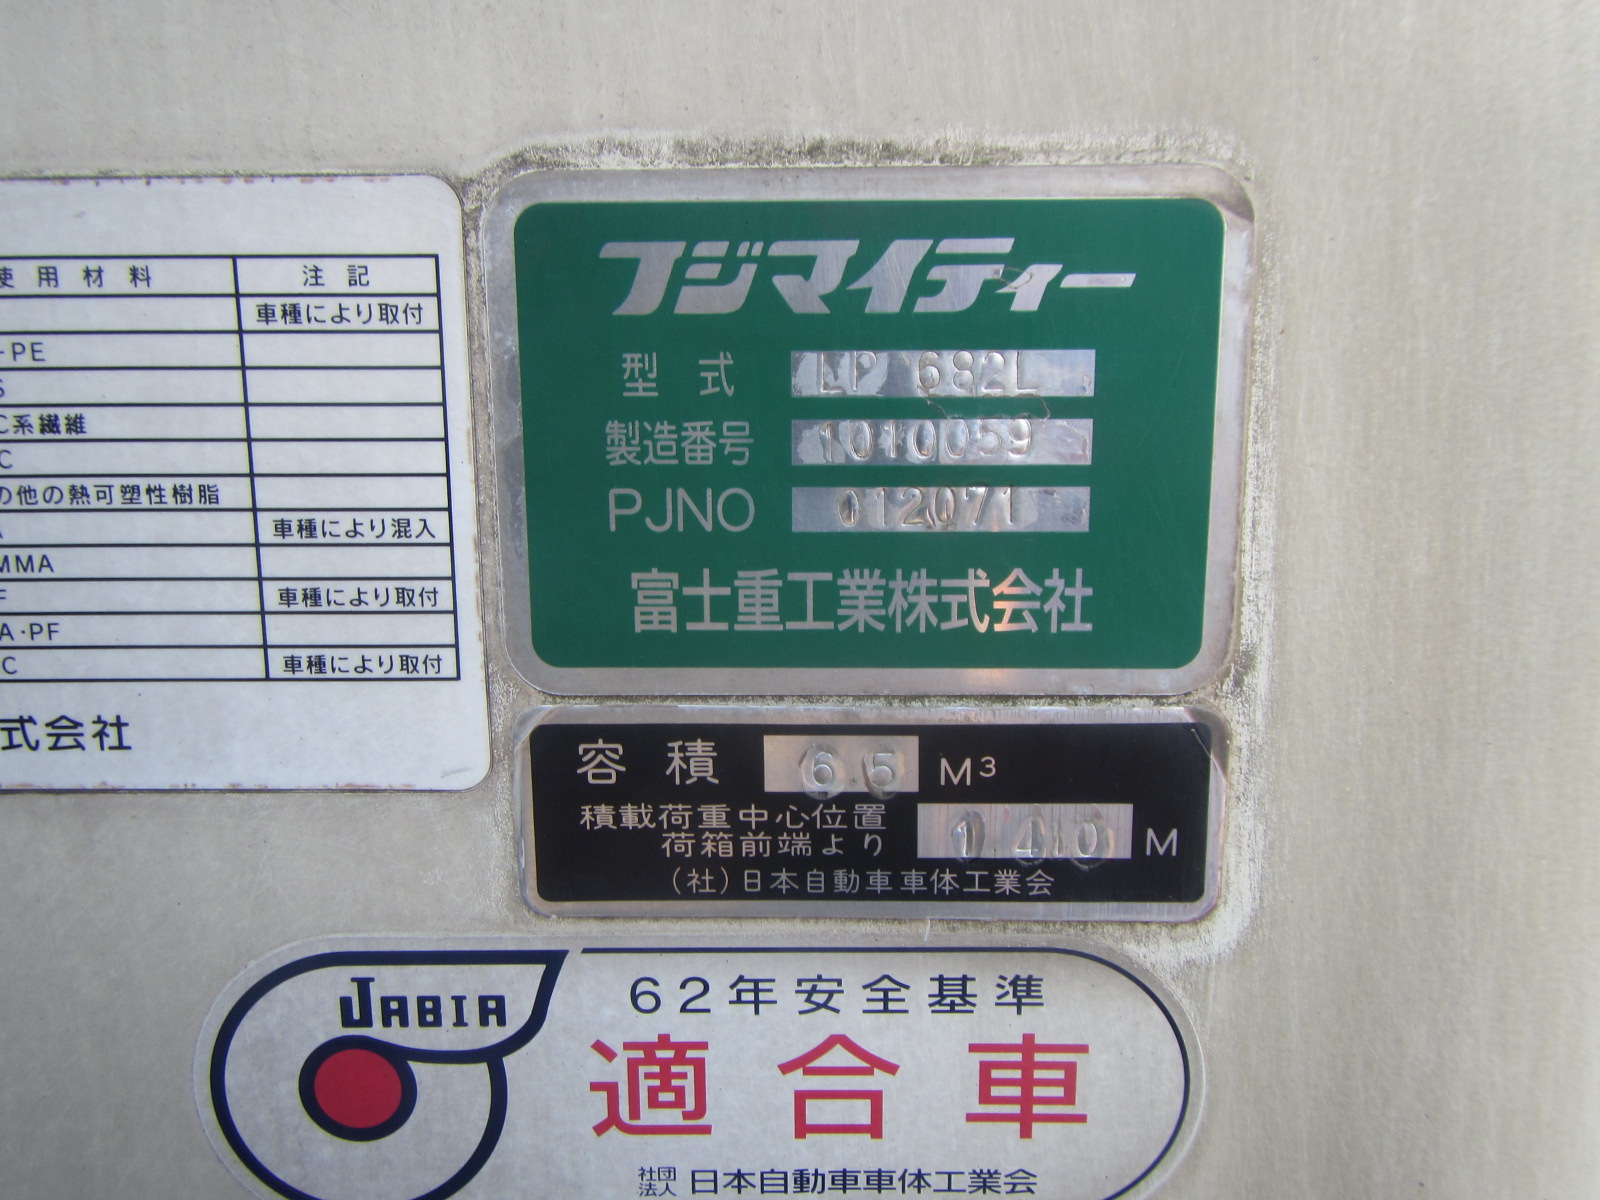 使用材料 注記
車種により取付
PE
S
C系繊維
C
の他の熱可塑性樹脂
車種により混入
MMA
F 車種により取付
A・PF
C 車種により取付
式会社
フジマイティー
型式 LP 682L
製造番号 1010059
PJNO 012071
富士重工業株式会社
容積 6.5 M³
積載荷重中心位置
荷箱前端より 1.410 M
(社)日本自動車車体工業会
JABIA
62年安全基準
適合車
社団法人 日本自動車車体工業会